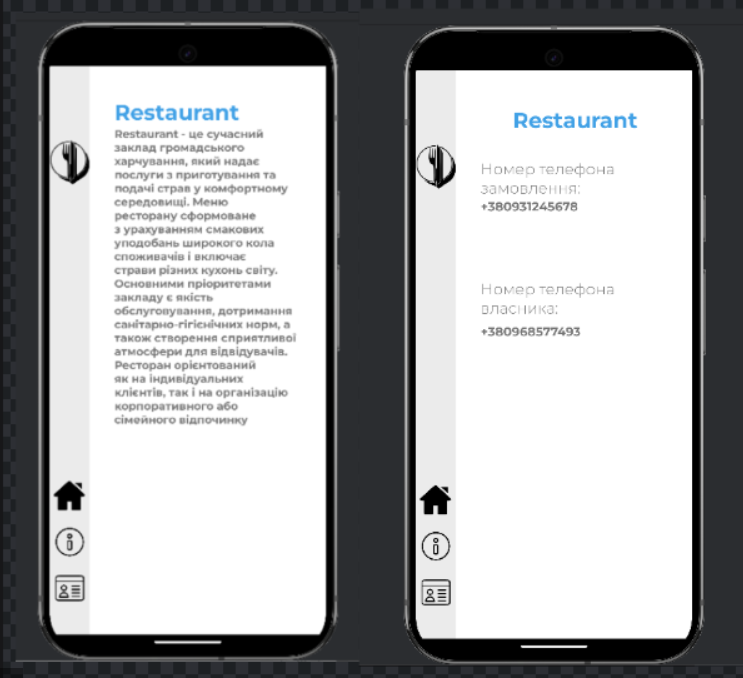 Restaurant
Restaurant - це сучасний
заклад громадського
харчування, який надає
послуги з приготування та
подачі страв у комфортному
середовищі. Меню
ресторану сформоване
з урахуванням смакових
уподобань широкого кола
споживачів і включає
страви різних кухонь світу.
Основними пріоритетами
закладу є якість
обслуговування, дотримання
санітарно-гігієнічних норм, а
також створення сприятливої
атмосфери для відвідувачів.
Ресторан орієнтований
як на індивідуальних
клієнтів, так і на організацію
корпоративного або
сімейного відпочинку
Restaurant
Номер телефона
замовлення:
+380931245678
Номер телефона
власника:
+380968577493